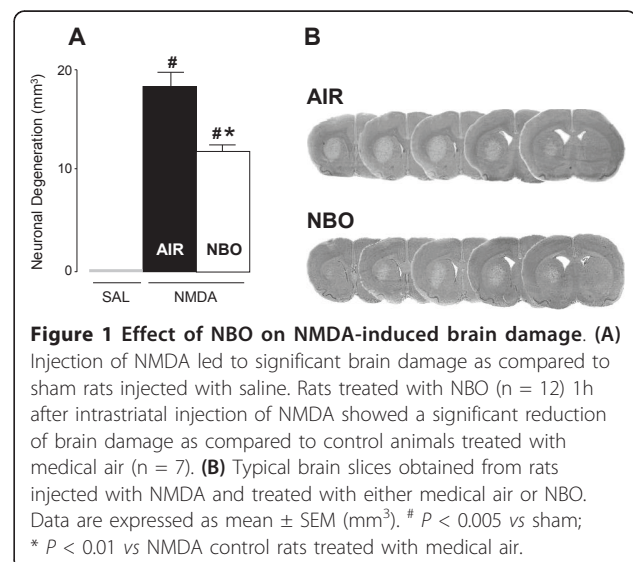 A
B
Neuronal Degeneration (mm³)
20
10
0
#
#*
AIR
NBO
SAL
NMDA
AIR
NBO
Figure 1 Effect of NBO on NMDA-induced brain damage. (A)
Injection of NMDA led to significant brain damage as compared to
sham rats injected with saline. Rats treated with NBO (n = 12) 1h
after intrastriatal injection of NMDA showed a significant reduction
of brain damage as compared to control animals treated with
medical air (n = 7). (B) Typical brain slices obtained from rats
injected with NMDA and treated with either medical air or NBO.
Data are expressed as mean ± SEM (mm³). # P < 0.005 vs sham;
* P < 0.01 vs NMDA control rats treated with medical air.